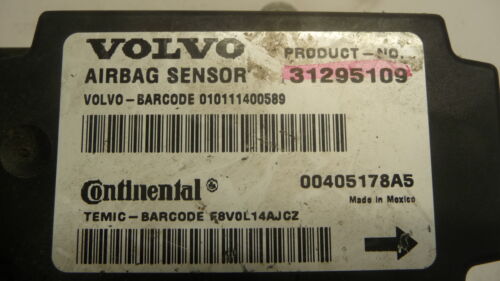 VOLVO PRODUCT-NO.
AIRBAG SENSOR 31295109
VOLVO-BARCODE 010111400589
Continental ® 00405178A5
Made in Mexico
TEMIC-BARCODE F8V0L14AJCZ